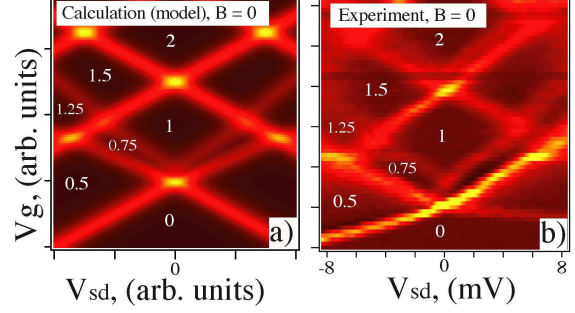 Calculation (model), B = 0
Experiment, B = 0
2
1.5
1.25
1
0.75
0.5
0
a)
2
1.5
1.25
1
0.75
0.5
0
b)
Vg, (arb. units)
0
-8
0
8
Vsd, (arb. units)
Vsd, (mV)